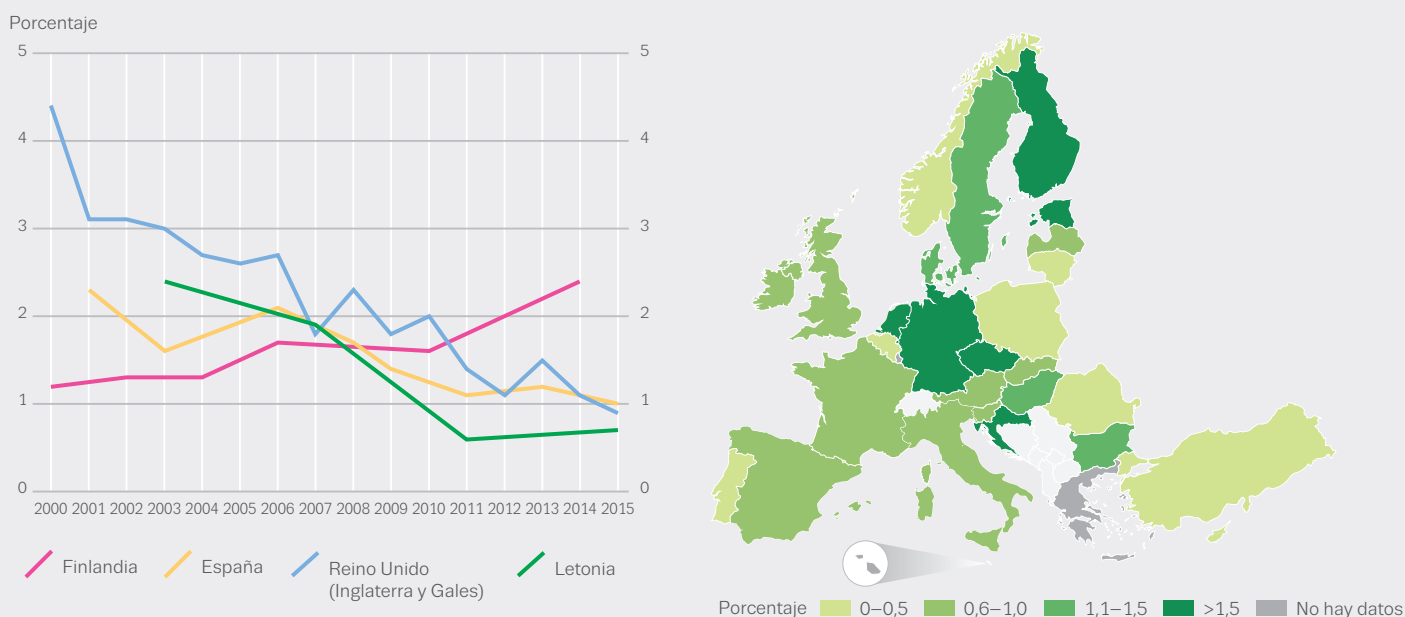 Porcentaje
5 5
4 4
3 3
2 2
1 1
0 0
2000 2001 2002 2003 2004 2005 2006 2007 2008 2009 2010 2011 2012 2013 2014 2015
Finlandia España Reino Unido Letonia
(Inglaterra y Gales)
Porcentaje 0–0,5 0,6–1,0 1,1–1,5 >1,5 No hay datos